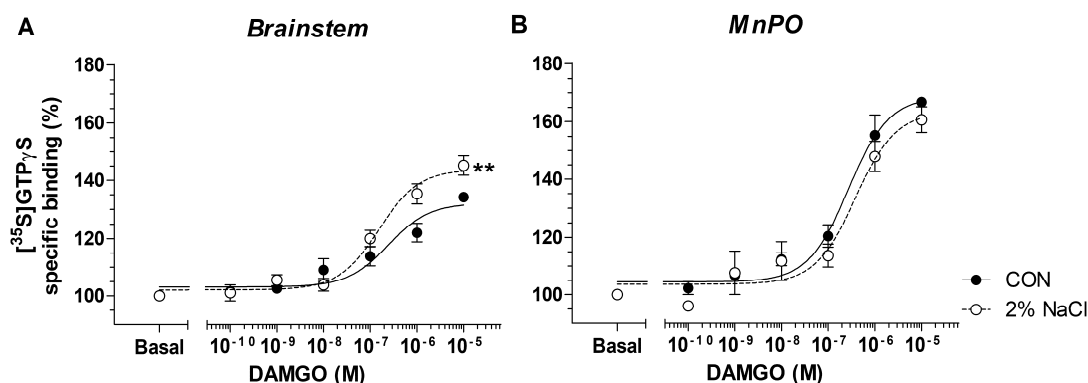 A
Brainstem
[³⁵S]GTPγS
specific binding (%)
180
160
140
120
100
**
Basal
10⁻¹⁰ 10⁻⁹ 10⁻⁸ 10⁻⁷ 10⁻⁶ 10⁻⁵
DAMGO (M)
B
MnPO
180
160
140
120
100
Basal
10⁻¹⁰ 10⁻⁹ 10⁻⁸ 10⁻⁷ 10⁻⁶ 10⁻⁵
DAMGO (M)
CON
2% NaCl